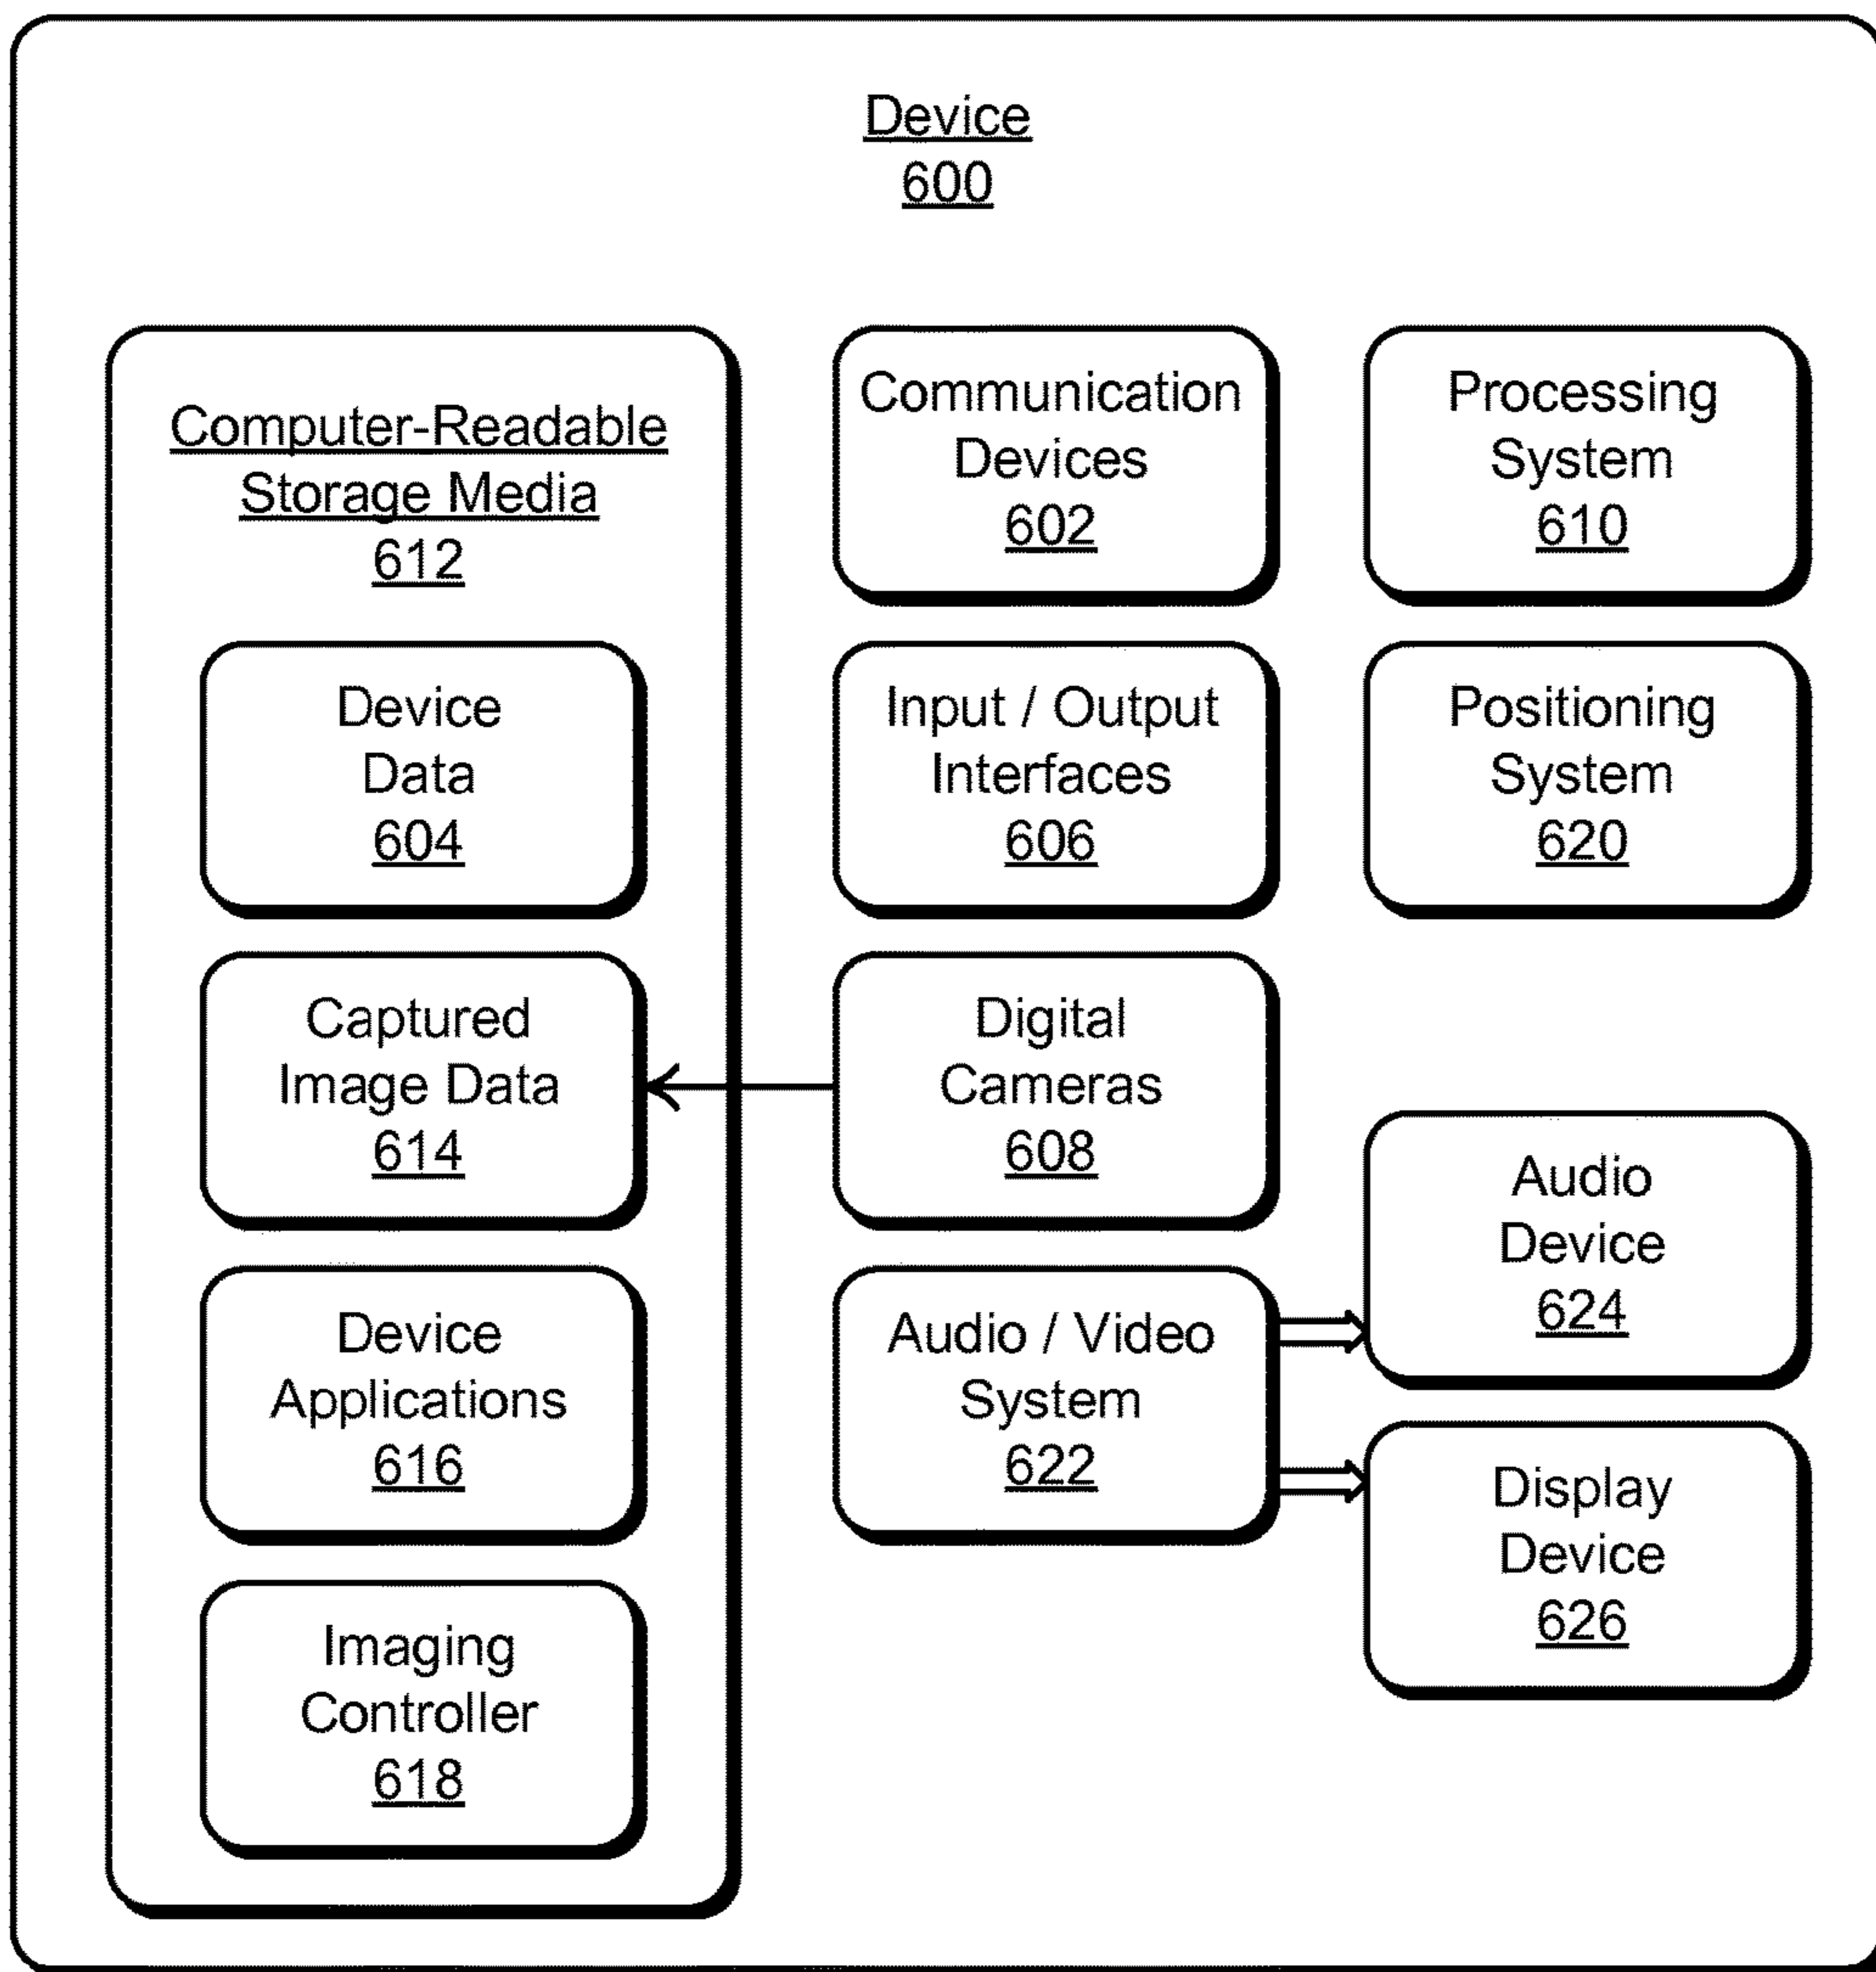 Device
600
Computer-Readable
Storage Media
612
Device
Data
604
Captured
Image Data
614
Device
Applications
616
Imaging
Controller
618
Communication
Devices
602
Input / Output
Interfaces
606
Digital
Cameras
608
Audio / Video
System
622
Processing
System
610
Positioning
System
620
Audio
Device
624
Display
Device
626